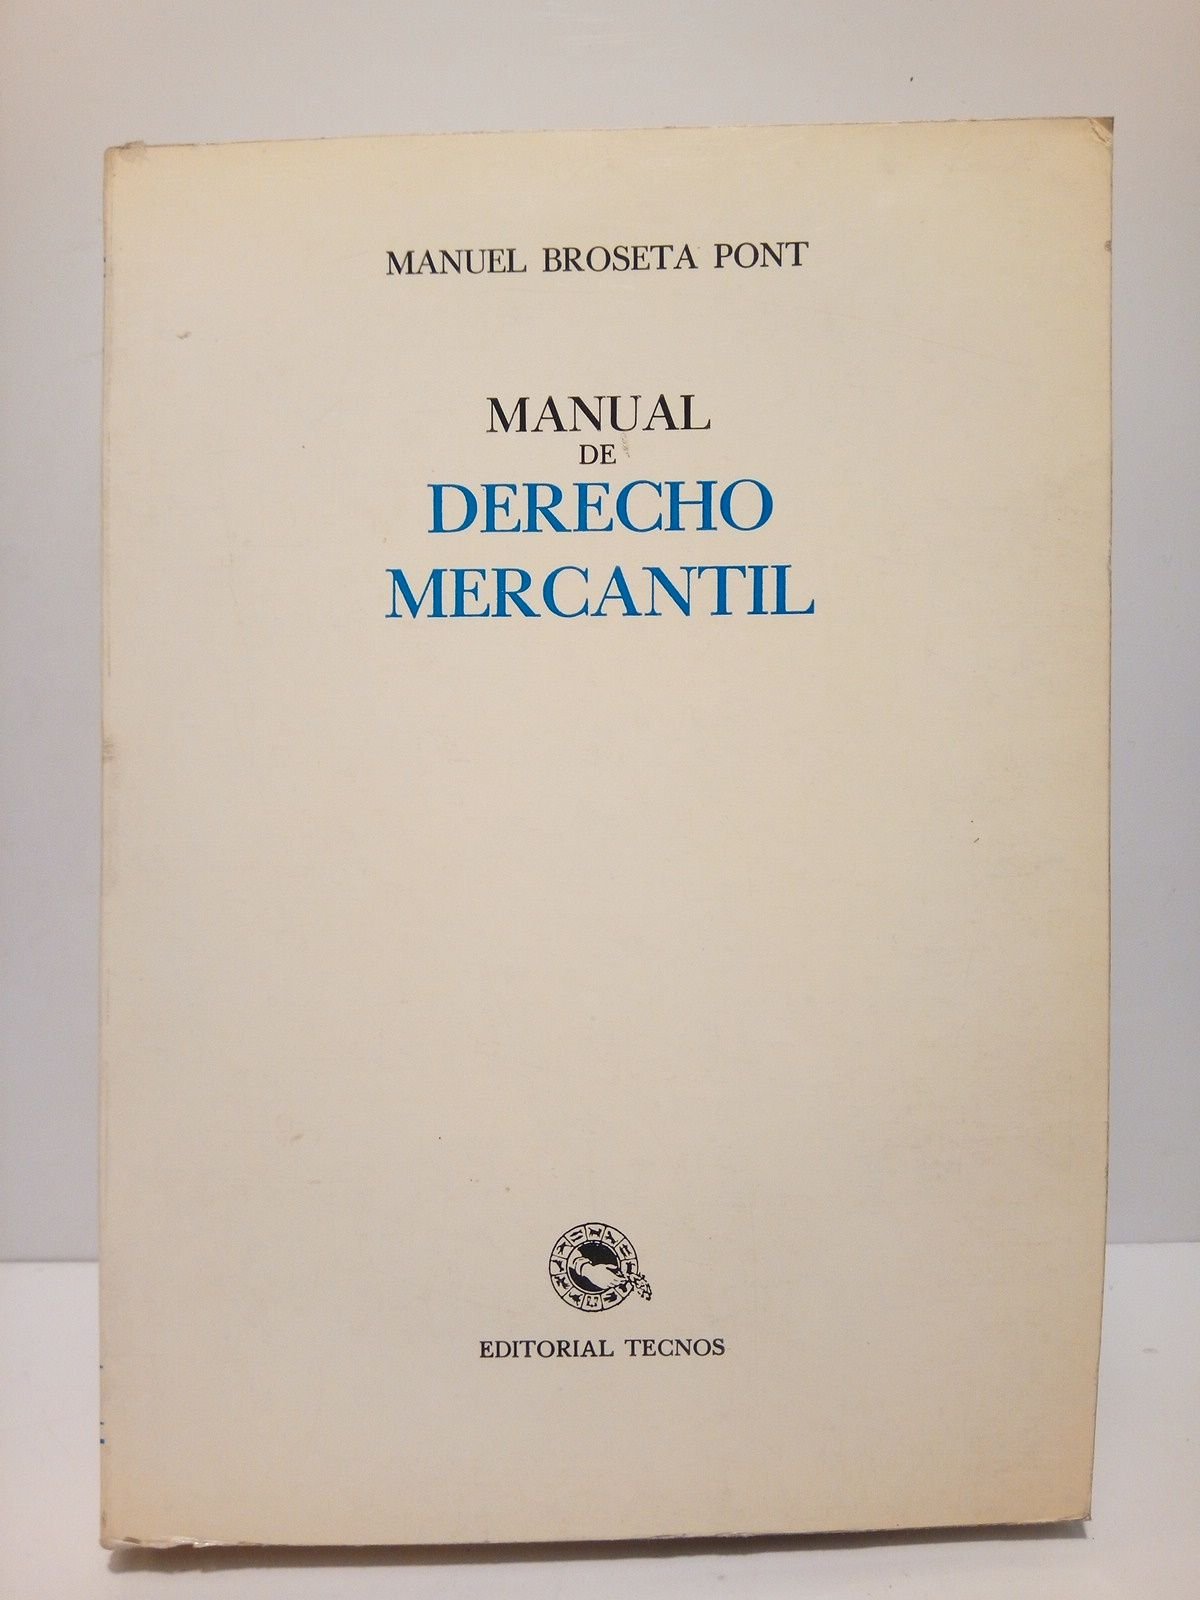 MANUEL BROSETA PONT
MANUAL
DE
DERECHO
MERCANTIL
EDITORIAL TECNOS